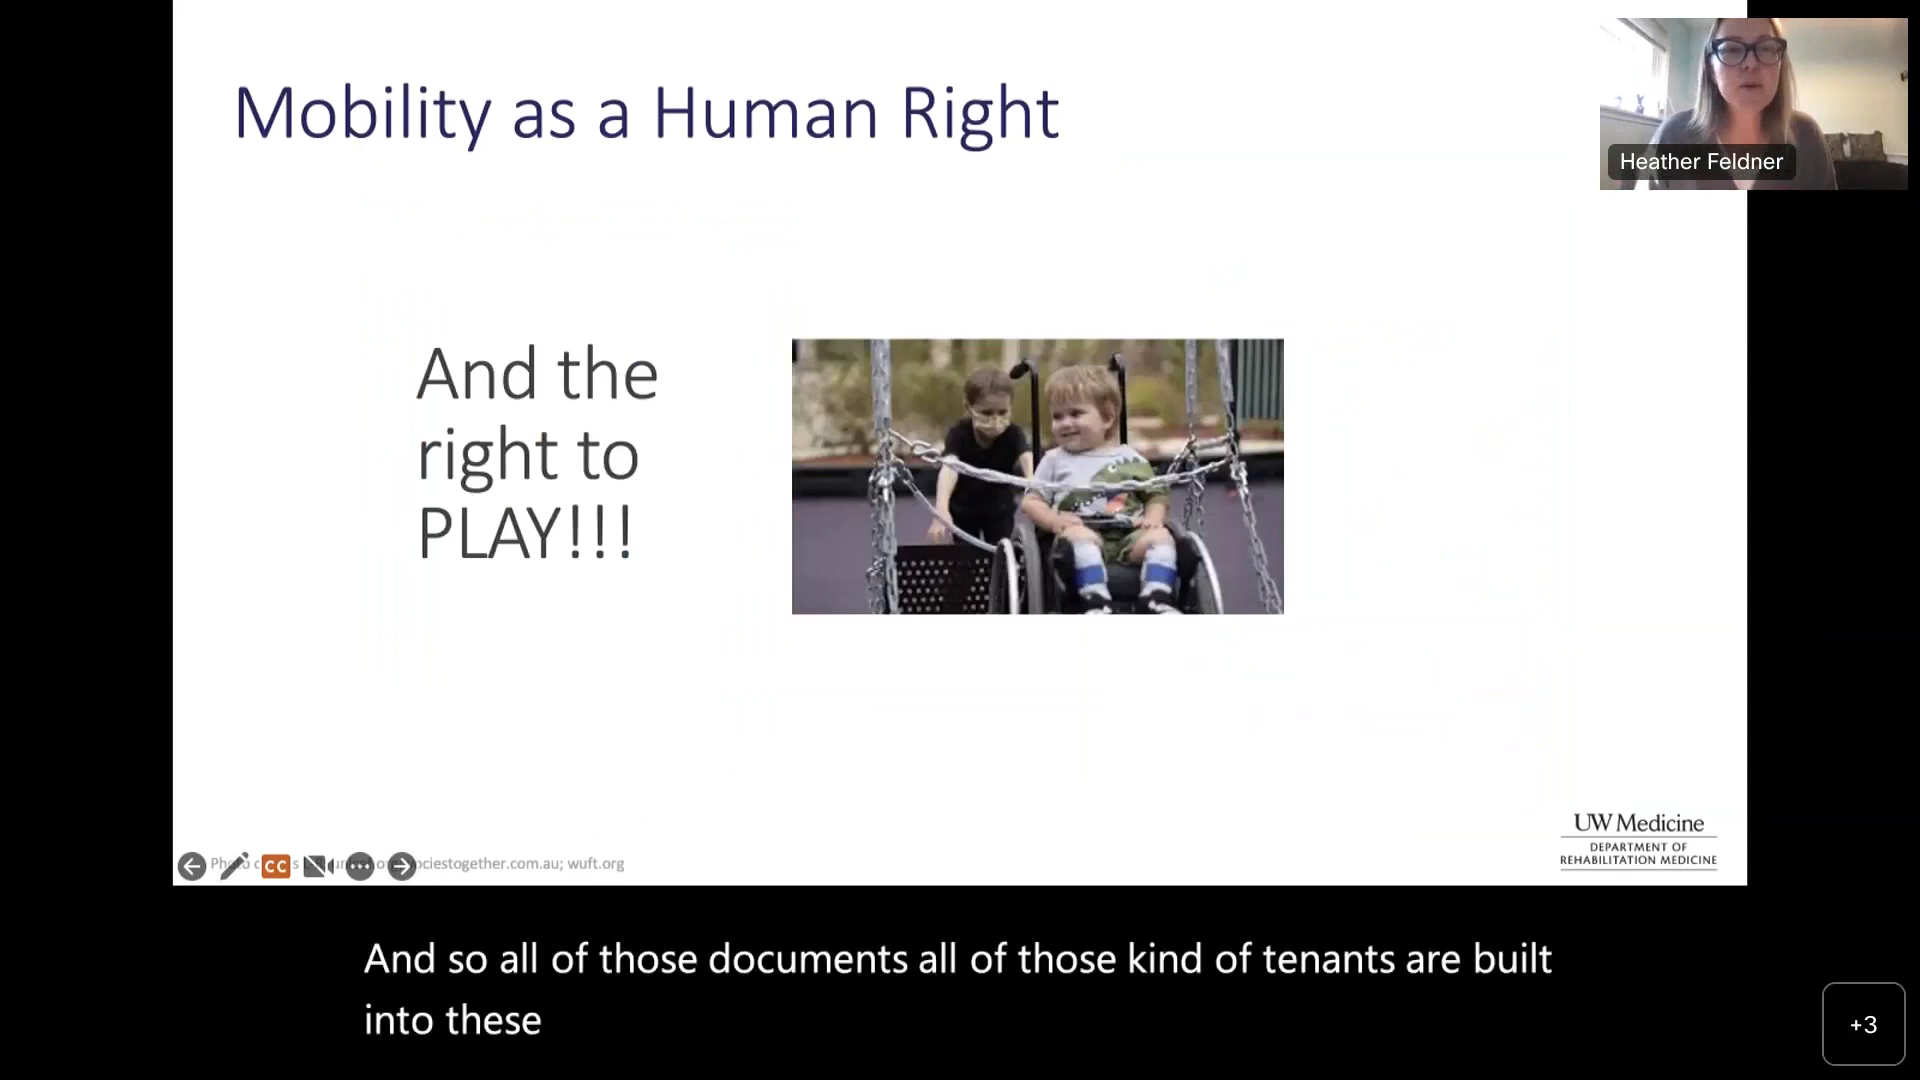 Mobility as a Human Right
Heather Feldner
And the
right to
PLAY!!!
UW Medicine
DEPARTMENT OF
REHABILITATION MEDICINE
CC
ciestogether.com.au; wuft.org
And so all of those documents all of those kind of tenants are built
into these
+3